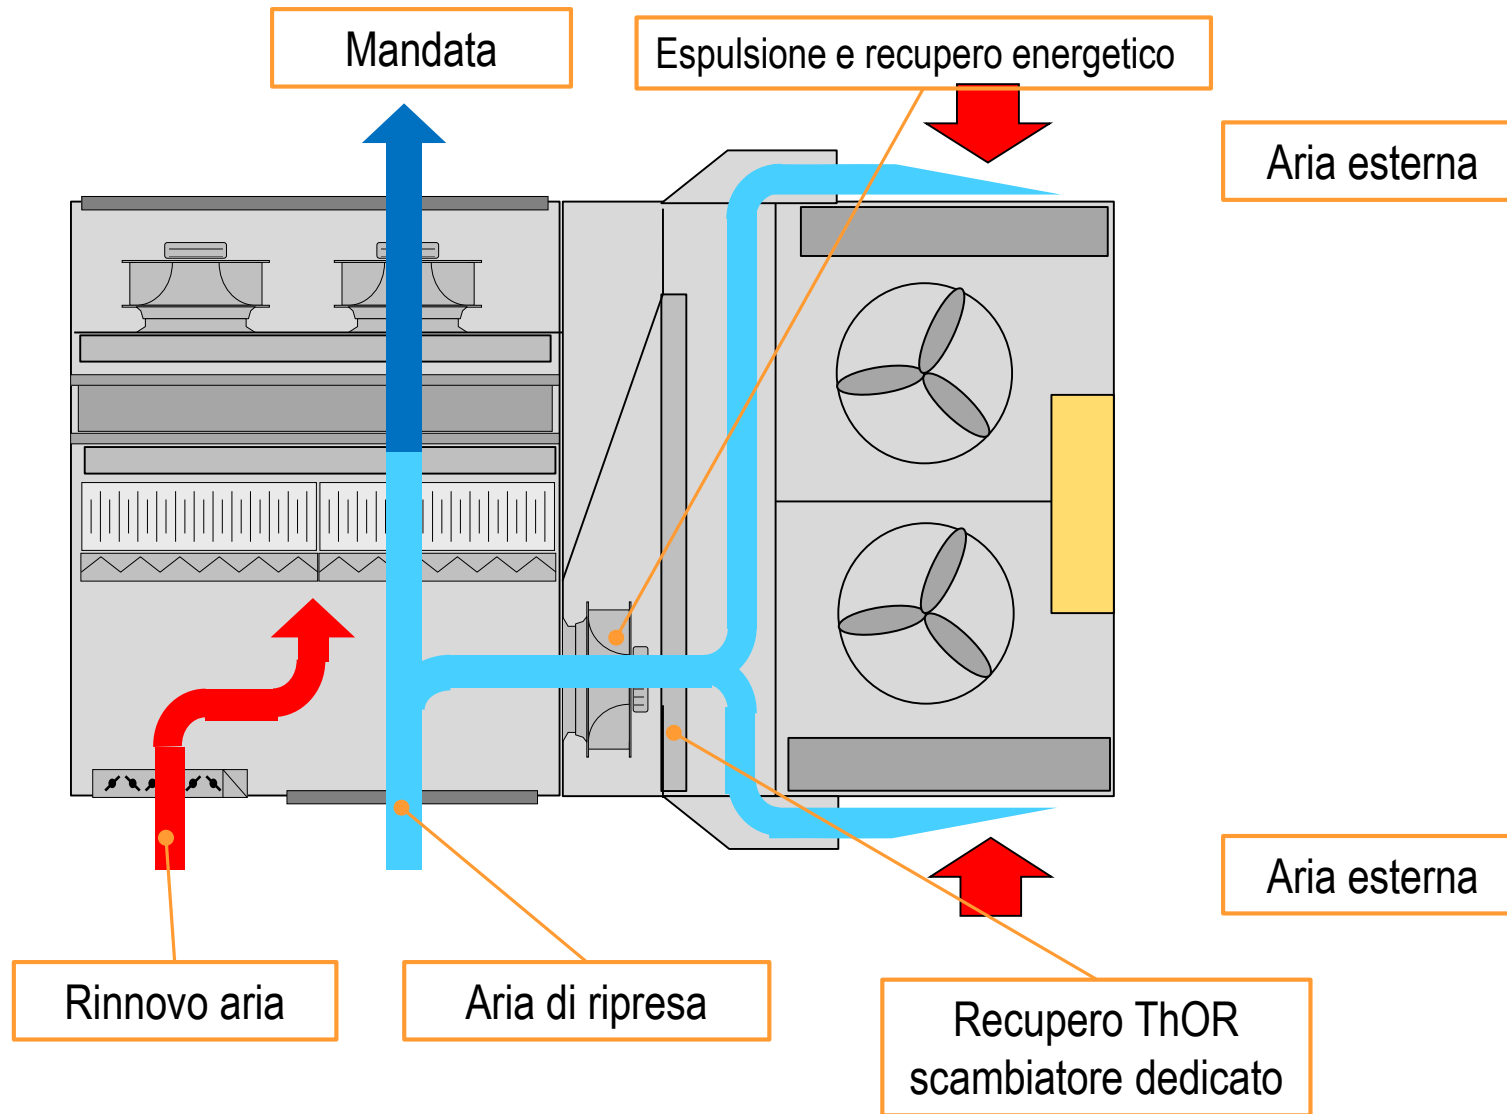 Mandata
Espulsione e recupero energetico
Aria esterna
Aria esterna
Rinnovo aria
Aria di ripresa
Recupero ThOR
scambiatore dedicato